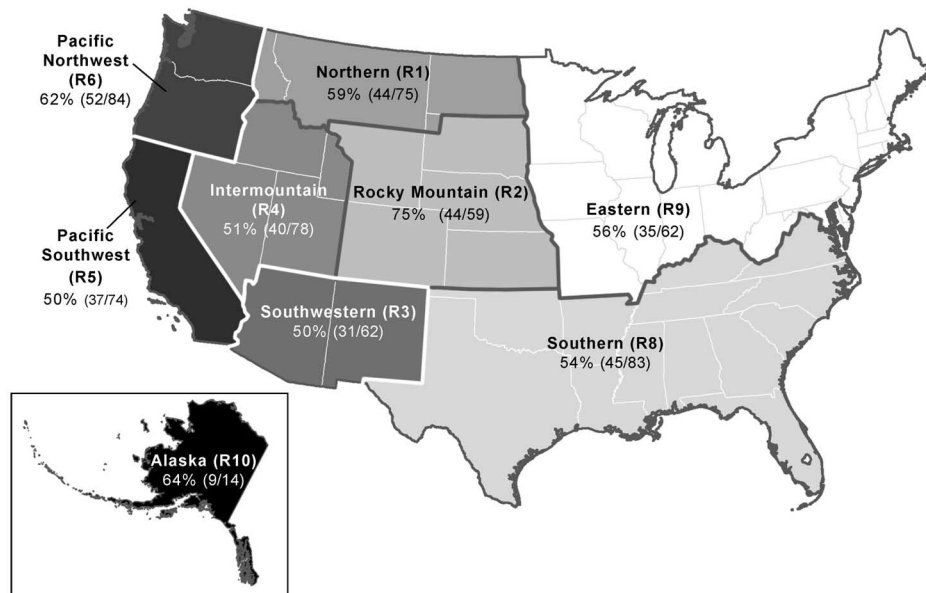 Pacific
Northwest
(R6)
62% (52/84)
Northern (R1)
59% (44/75)
Intermountain
(R4)
51% (40/78)
Rocky Mountain (R2)
75% (44/59)
Eastern (R9)
56% (35/62)
Pacific
Southwest
(R5)
50% (37/74)
Southwestern (R3)
50% (31/62)
Southern (R8)
54% (45/83)
Alaska (R10)
64% (9/14)